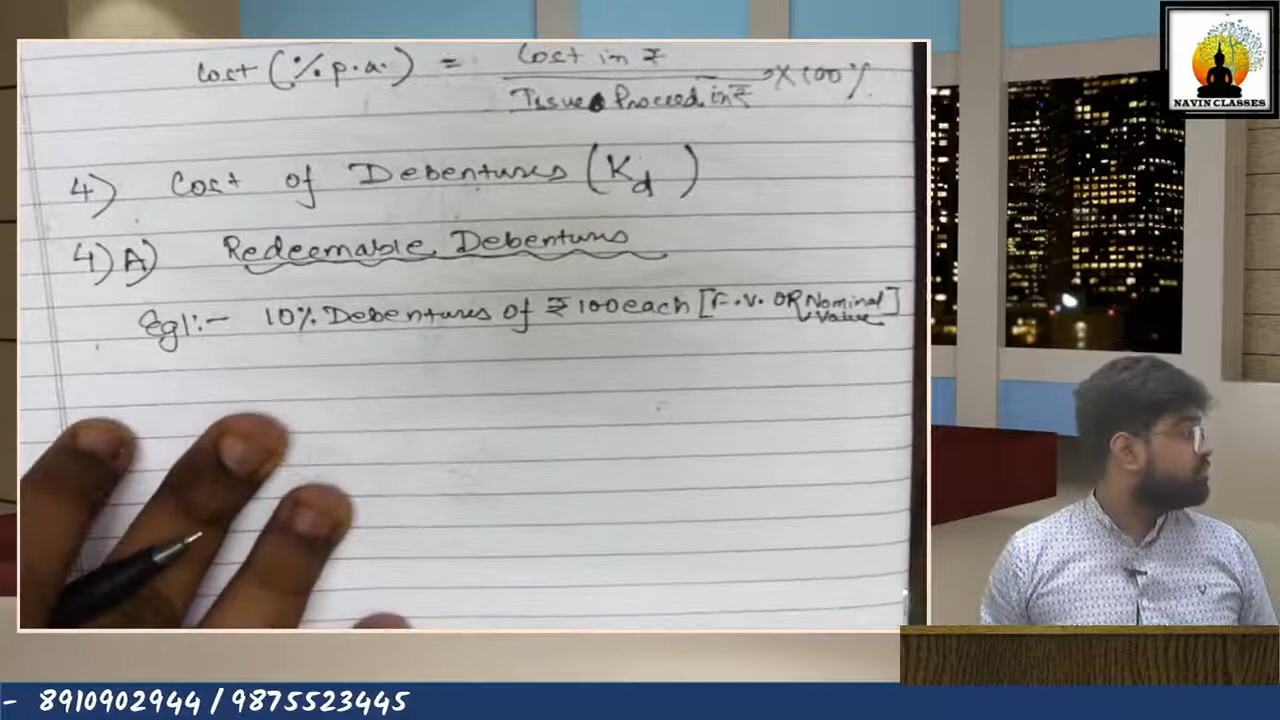 Cost (% p.a.) = Cost in ₹ / Issue Proceed in ₹ × 100%
4) Cost of Debentures (Kd)
4) A) Redeemable Debentures
Eg1:- 10% Debentures of ₹ 100 each [F.V. OR Nominal Value]
NAVIN CLASSES
- 8910902944 / 9875523445